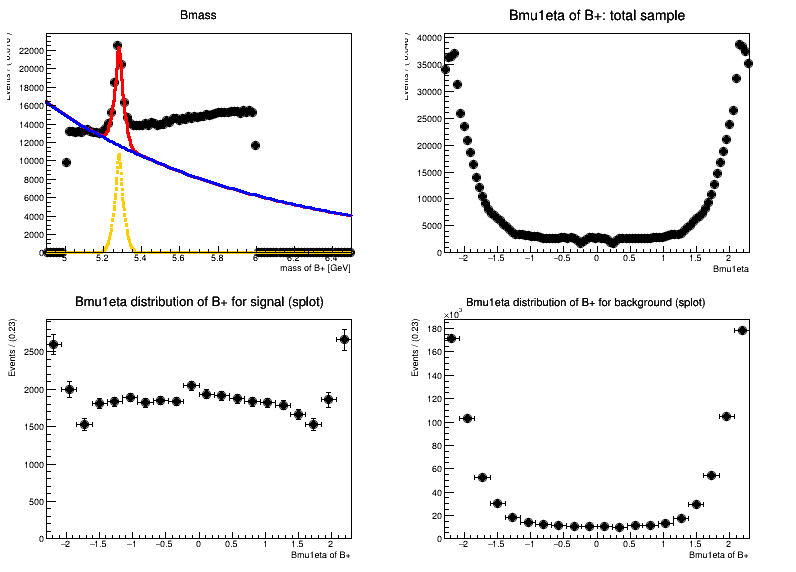 Bmass
Events / ( 0.016 )
22000
20000
18000
16000
14000
12000
10000
8000
6000
4000
2000
0
5 5.2 5.4 5.6 5.8 6 6.2 6.4
mass of B+ [GeV]
Bmu1eta of B+: total sample
Events / ( 0.046 )
40000
35000
30000
25000
20000
15000
10000
5000
0
−2 −1.5 −1 −0.5 0 0.5 1 1.5 2
Bmu1eta
Bmu1eta distribution of B+ for signal (splot)
Events / (0.23)
2500
2000
1500
1000
500
0
−2 −1.5 −1 −0.5 0 0.5 1 1.5 2
Bmu1eta of B+
Bmu1eta distribution of B+ for background (splot)
×10³
Events / (0.23)
180
160
140
120
100
80
60
40
20
0
−2 −1.5 −1 −0.5 0 0.5 1 1.5 2
Bmu1eta of B+